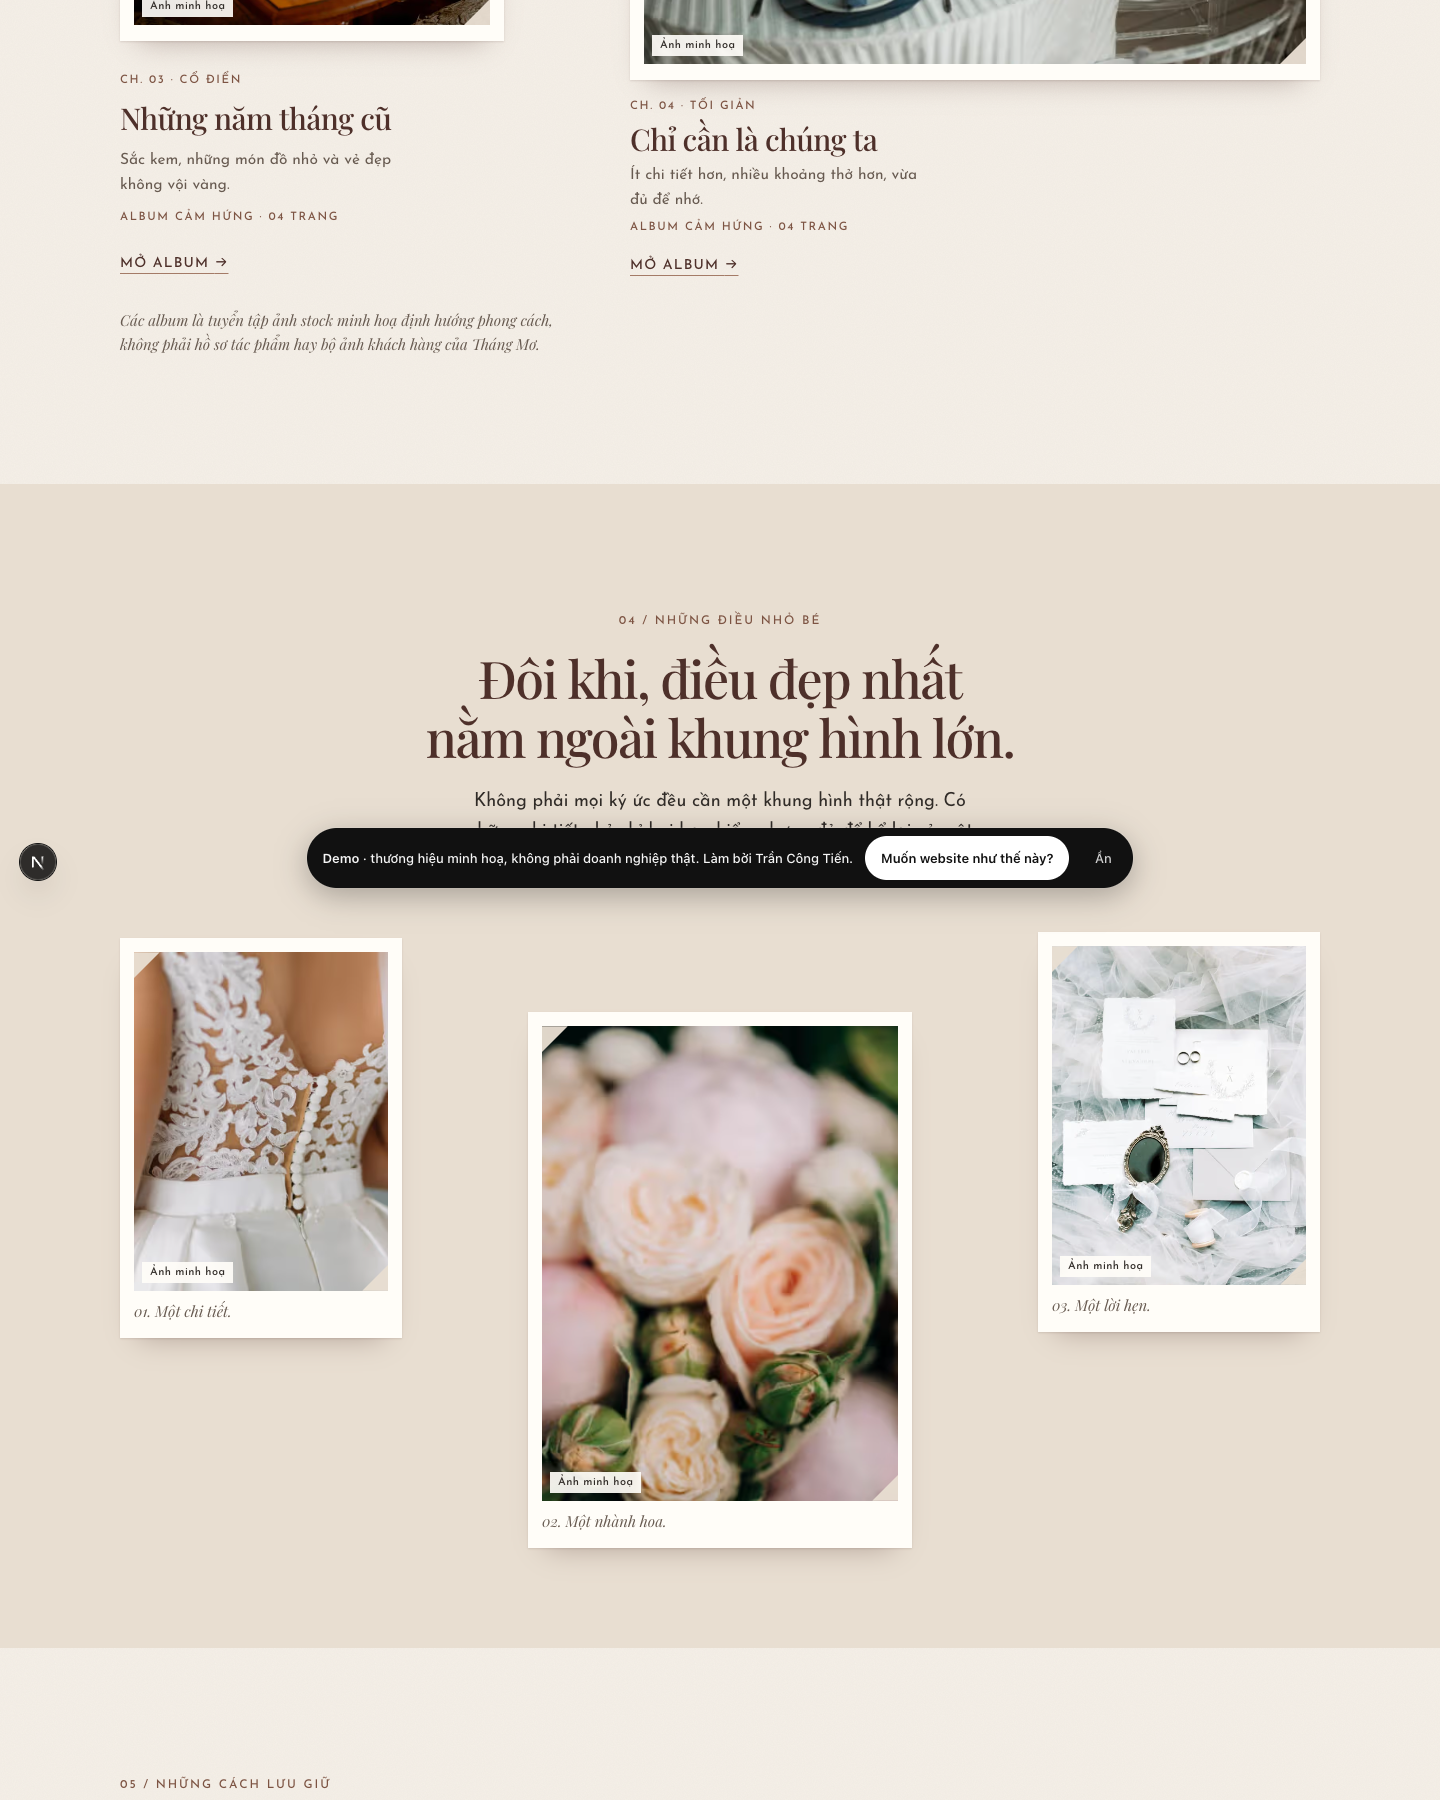 Ảnh minh hoạ
CH. 03 · CỔ ĐIỂN
Những năm tháng cũ
Sắc kem, những món đồ nhỏ và vẻ đẹp
không vội vàng.
ALBUM CẢM HỨNG · 04 TRANG
MỞ ALBUM →
Ảnh minh hoạ
CH. 04 · TỐI GIẢN
Chỉ cần là chúng ta
Ít chi tiết hơn, nhiều khoảng thở hơn, vừa
đủ để nhớ.
ALBUM CẢM HỨNG · 04 TRANG
MỞ ALBUM →
Các album là tuyển tập ảnh stock minh hoạ định hướng phong cách,
không phải hồ sơ tác phẩm hay bộ ảnh khách hàng của Tháng Mơ.
04 / NHỮNG ĐIỀU NHỎ BÉ
Đôi khi, điều đẹp nhất
nằm ngoài khung hình lớn.
Không phải mọi ký ức đều cần một khung hình thật rộng. Có
N
Demo · thương hiệu minh hoạ, không phải doanh nghiệp thật. Làm bởi Trần Công Tiến.
Muốn website như thế này?
Ẩn
Ảnh minh hoạ
01. Một chi tiết.
Ảnh minh hoạ
02. Một nhành hoa.
Ảnh minh hoạ
03. Một lời hẹn.
05 / NHỮNG CÁCH LƯU GIỮ